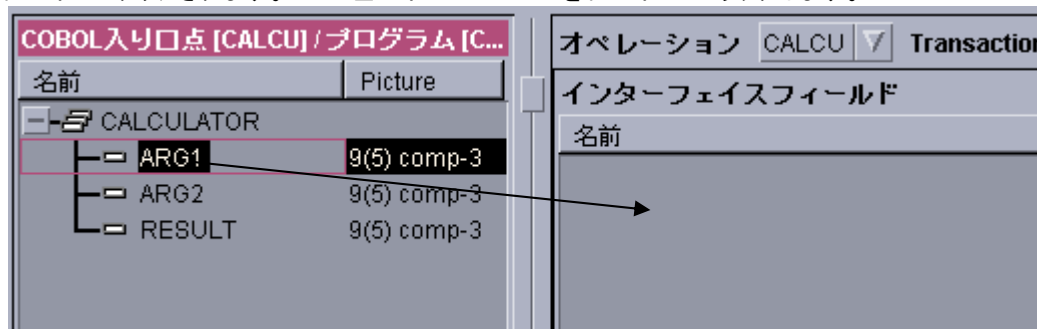 COBOL入り口点 [CALCU] / プログラム [C...
名前 Picture
CALCULATOR
ARG1 9(5) comp-3
ARG2 9(5) comp-3
RESULT 9(5) comp-3
オペレーション CALCU Transaction
インターフェイスフィールド
名前